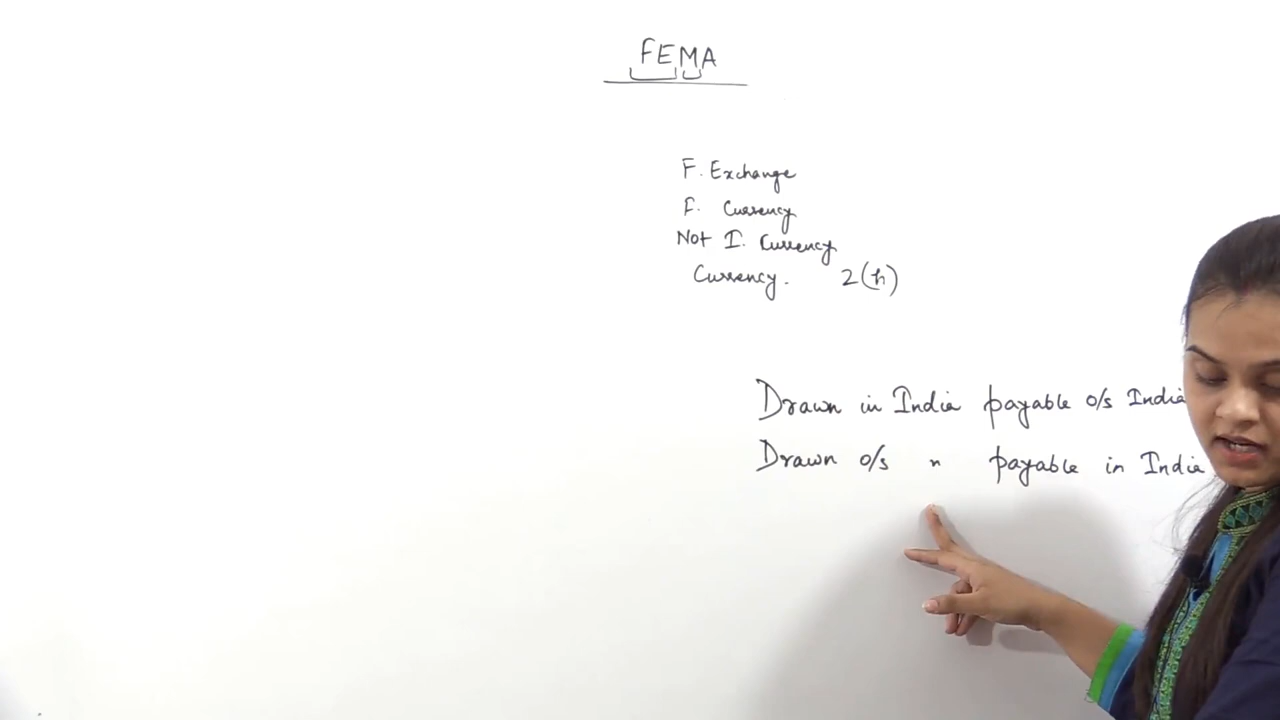 FEMA
F. Exchange
F. Currency
Not I. Currency
Currency. 2(h)
Drawn in India payable o/s India
Drawn o/s " payable in India